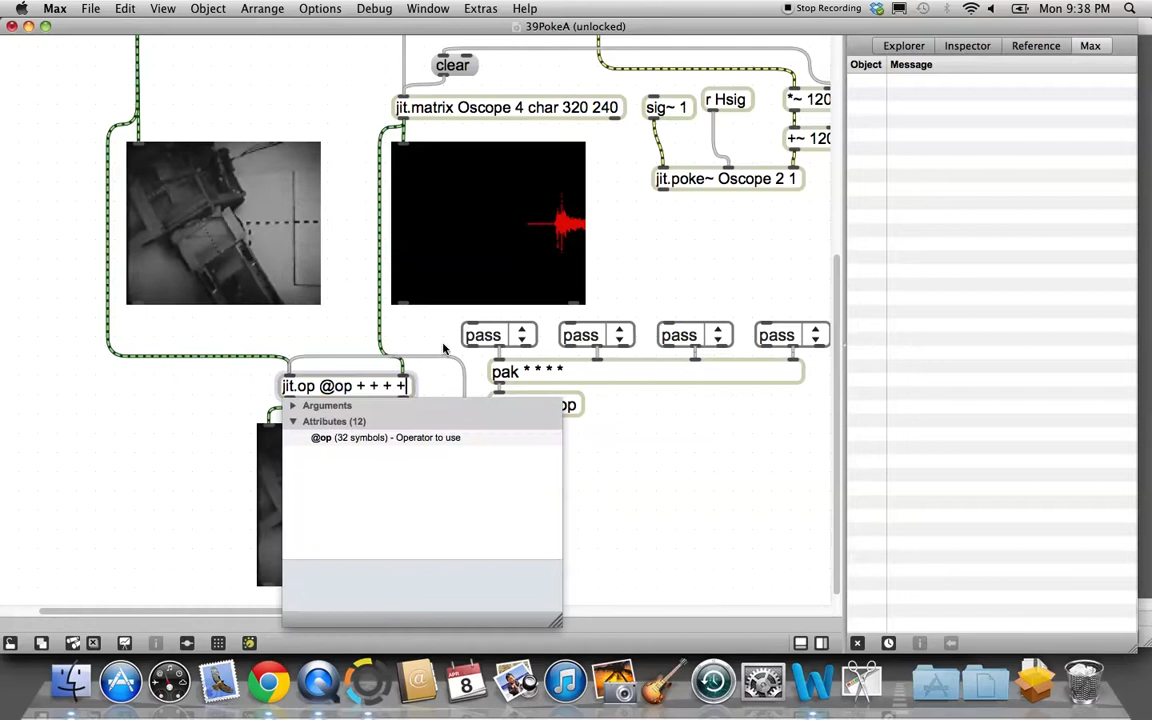 Max File Edit View Object Arrange Options Debug Window Extras Help Stop Recording Mon 9:38 PM
39PokeA (unlocked)
Explorer Inspector Reference Max
Object Message
clear
jit.matrix Oscope 4 char 320 240
sig~ 1
r Hsig
*~ 120
+~ 120
jit.poke~ Oscope 2 1
pass pass pass pass
pak * * * *
jit.op @op + + + +
op
Arguments
Attributes (12)
@op (32 symbols) - Operator to use
APR
8
W